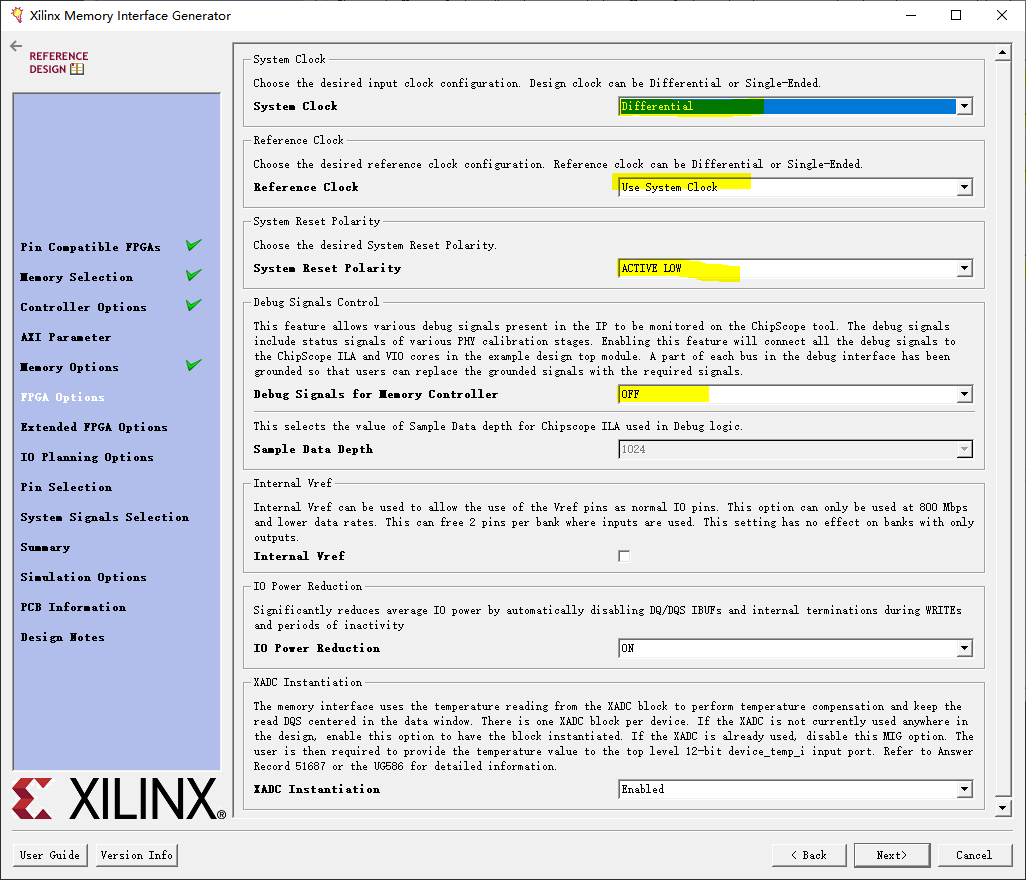 Xilinx Memory Interface Generator
REFERENCE
DESIGN
Pin Compatible FPGAs
Memory Selection
Controller Options
AXI Parameter
Memory Options
FPGA Options
Extended FPGA Options
IO Planning Options
Pin Selection
System Signals Selection
Summary
Simulation Options
PCB Information
Design Notes
XILINX®
System Clock
Choose the desired input clock configuration. Design clock can be Differential or Single-Ended.
System Clock Differential
Reference Clock
Choose the desired reference clock configuration. Reference clock can be Differential or Single-Ended.
Reference Clock Use System Clock
System Reset Polarity
Choose the desired System Reset Polarity.
System Reset Polarity ACTIVE LOW
Debug Signals Control
This feature allows various debug signals present in the IP to be monitored on the ChipScope tool. The debug signals
include status signals of various PHY calibration stages. Enabling this feature will connect all the debug signals to
the ChipScope ILA and VIO cores in the example design top module. A part of each bus in the debug interface has been
grounded so that users can replace the grounded signals with the required signals.
Debug Signals for Memory Controller OFF
This selects the value of Sample Data depth for Chipscope ILA used in Debug logic.
Sample Data Depth 1024
Internal Vref
Internal Vref can be used to allow the use of the Vref pins as normal IO pins. This option can only be used at 800 Mbps
and lower data rates. This can free 2 pins per bank where inputs are used. This setting has no effect on banks with only
outputs.
Internal Vref
IO Power Reduction
Significantly reduces average IO power by automatically disabling DQ/DQS IBUFs and internal terminations during WRITEs
and periods of inactivity
IO Power Reduction ON
XADC Instantiation
The memory interface uses the temperature reading from the XADC block to perform temperature compensation and keep the
read DQS centered in the data window. There is one XADC block per device. If the XADC is not currently used anywhere in
the design, enable this option to have the block instantiated. If the XADC is already used, disable this MIG option. The
user is then required to provide the temperature value to the top level 12-bit device_temp_i input port. Refer to Answer
Record 51687 or the UG586 for detailed information.
XADC Instantiation Enabled
User Guide Version Info < Back Next> Cancel